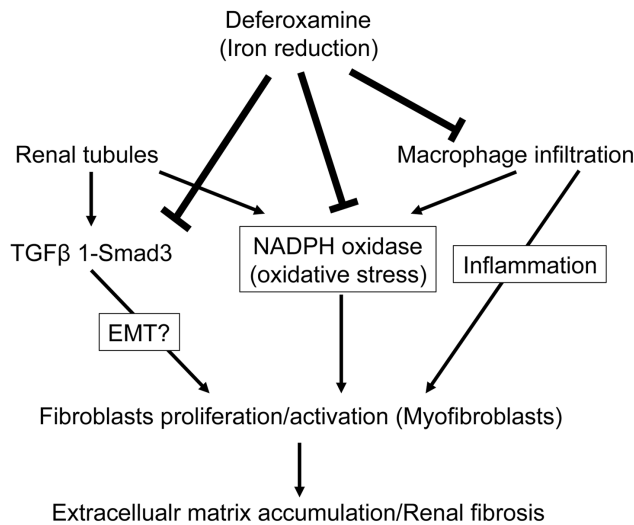 Deferoxamine
(Iron reduction)
Renal tubules
Macrophage infiltration
TGFβ 1-Smad3
NADPH oxidase
(oxidative stress)
Inflammation
EMT?
Fibroblasts proliferation/activation (Myofibroblasts)
Extracellualr matrix accumulation/Renal fibrosis